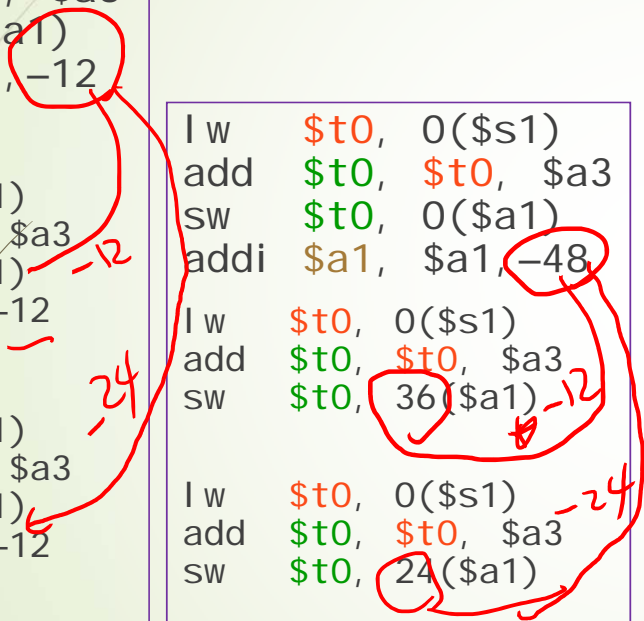 a1)
, −12
1)
$a3
1) -12
-12
-24
1)
$a3
1)
-12
lw $t0, 0($s1)
add $t0, $t0, $a3
sw $t0, 0($a1)
addi $a1, $a1, −48
lw $t0, 0($s1)
add $t0, $t0, $a3
sw $t0, 36($a1) -12
lw $t0, 0($s1) -24
add $t0, $t0, $a3
sw $t0, 24($a1)